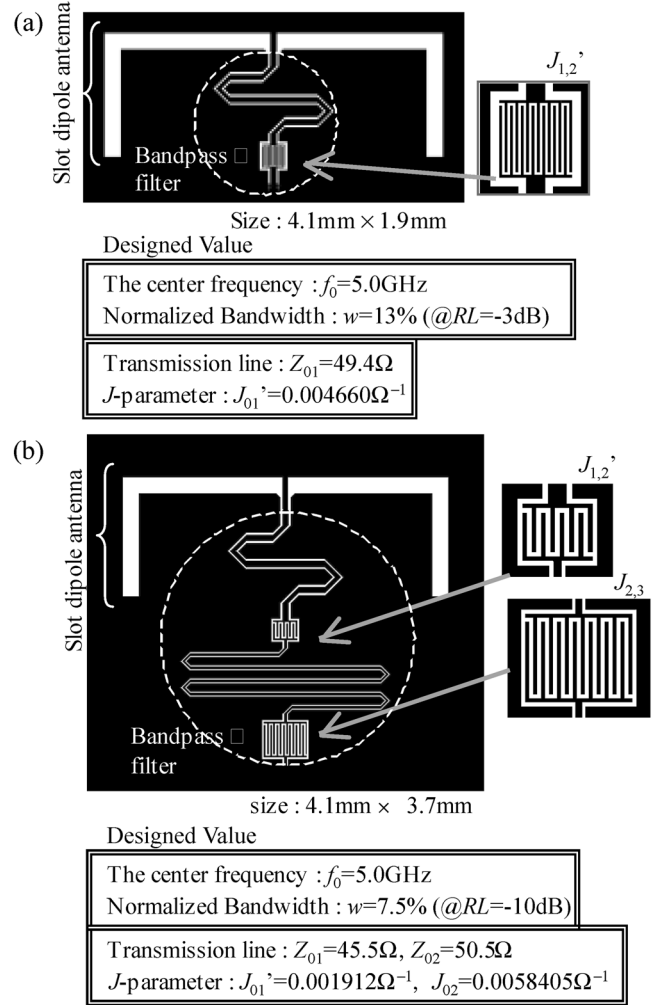 (a)
Slot dipole antenna
J1,2’
Bandpass □
filter
Size : 4.1mm × 1.9mm
Designed Value
The center frequency : f0=5.0GHz
Normalized Bandwidth : w=13% (@RL=-3dB)
Transmission line : Z01=49.4Ω
J-parameter : J01’=0.004660Ω−1
(b)
Slot dipole antenna
J1,2’
J2,3
Bandpass □
filter
size : 4.1mm × 3.7mm
Designed Value
The center frequency : f0=5.0GHz
Normalized Bandwidth : w=7.5% (@RL=-10dB)
Transmission line : Z01=45.5Ω, Z02=50.5Ω
J-parameter : J01’=0.001912Ω−1, J02=0.0058405Ω−1